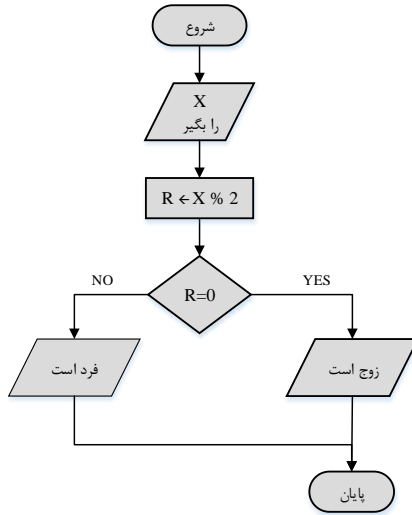 شروع
X
را بگیر
R ← X % 2
R=0
NO
YES
فرد است
زوج است
پایان